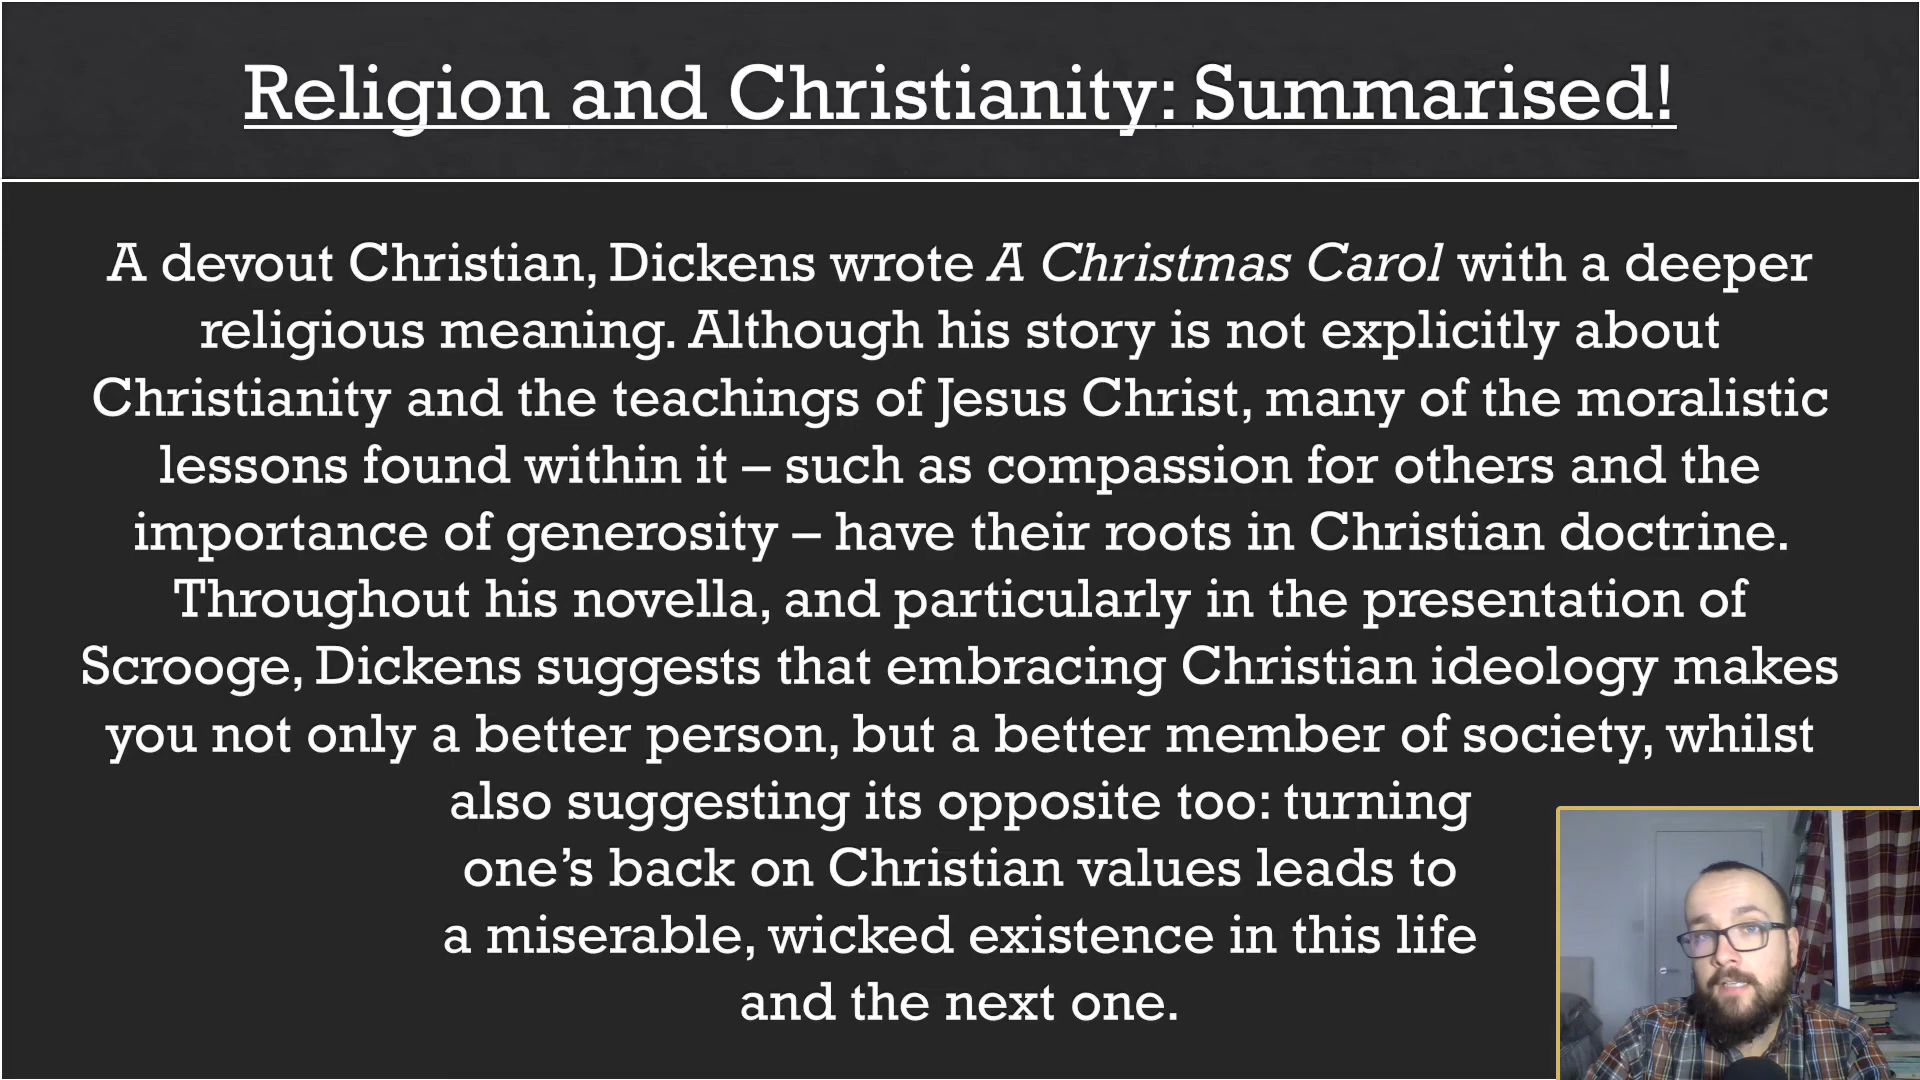 Religion and Christianity: Summarised!
A devout Christian, Dickens wrote A Christmas Carol with a deeper
religious meaning. Although his story is not explicitly about
Christianity and the teachings of Jesus Christ, many of the moralistic
lessons found within it – such as compassion for others and the
importance of generosity – have their roots in Christian doctrine.
Throughout his novella, and particularly in the presentation of
Scrooge, Dickens suggests that embracing Christian ideology makes
you not only a better person, but a better member of society, whilst
also suggesting its opposite too: turning
one’s back on Christian values leads to
a miserable, wicked existence in this life
and the next one.